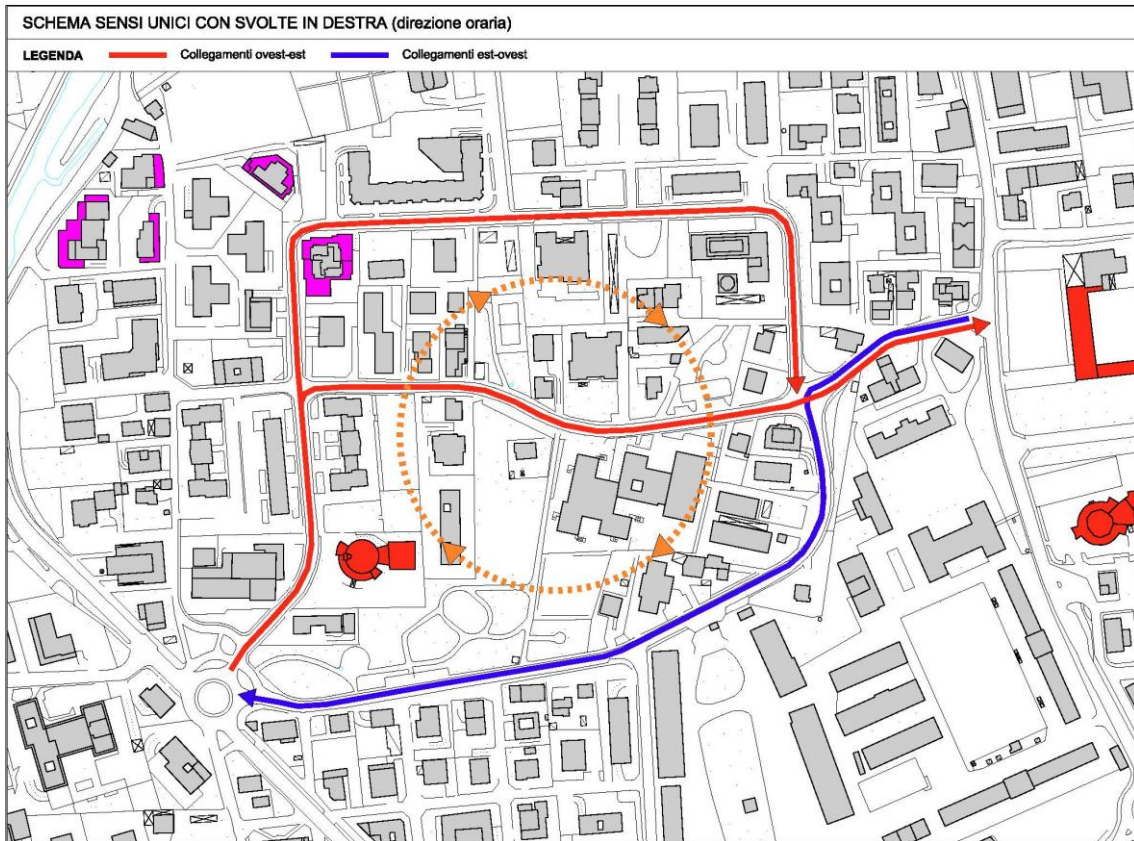 SCHEMA SENSI UNICI CON SVOLTE IN DESTRA (direzione oraria)
LEGENDA Collegamenti ovest-est Collegamenti est-ovest